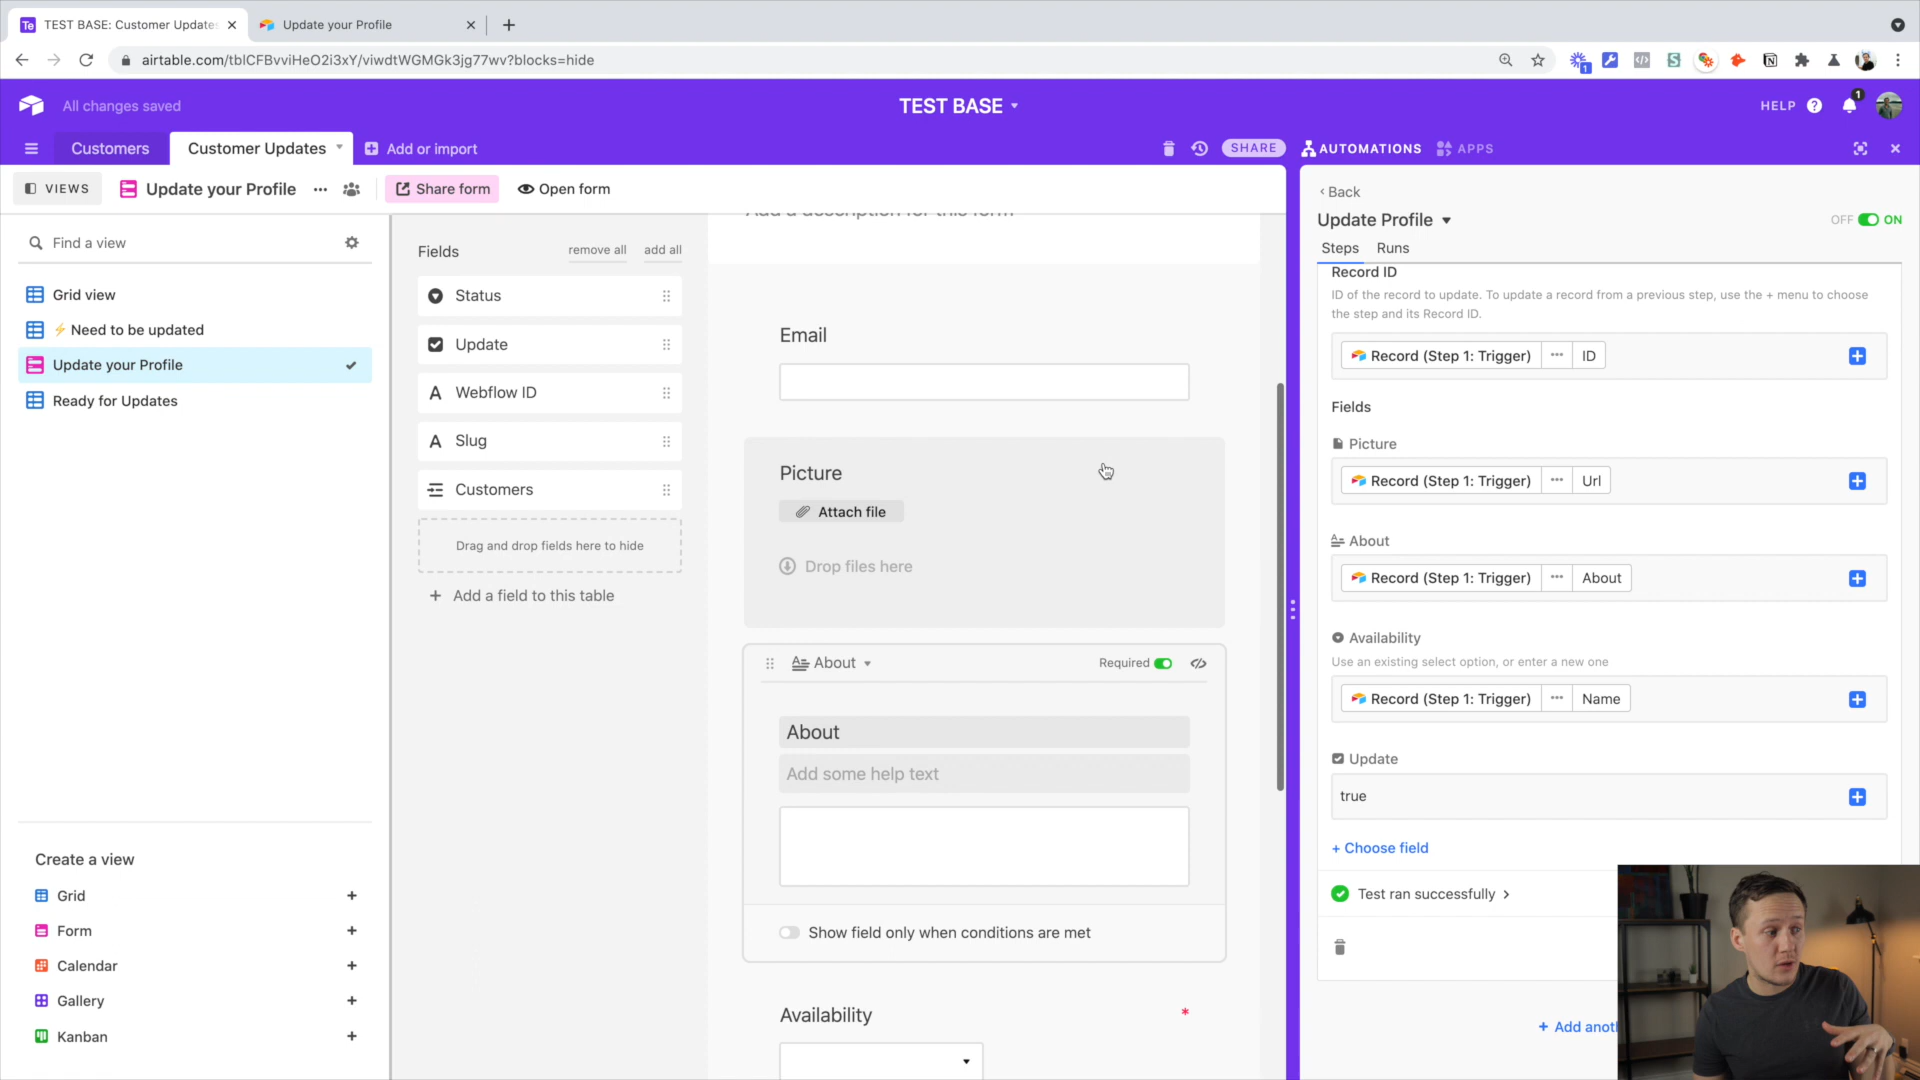 Te TEST BASE: Customer Updates
Update your Profile
airtable.com/tblCFBvviHeO2i3xY/viwdtWGMGk3jg77wv?blocks=hide
1
All changes saved
TEST BASE
HELP
1
Customers
Customer Updates
Add or import
SHARE
AUTOMATIONS
APPS
VIEWS
Update your Profile
Share form
Open form
Find a view
Grid view
⚡ Need to be updated
Update your Profile
Ready for Updates
Create a view
Grid
Form
Calendar
Gallery
Kanban
Fields
remove all
add all
Status
Update
Webflow ID
Slug
Customers
Drag and drop fields here to hide
+ Add a field to this table
Add a description for this form
Email
Picture
Attach file
Drop files here
About
Required
About
Add some help text
Show field only when conditions are met
Availability *
Back
Update Profile
OFF ON
Steps
Runs
Record ID
ID of the record to update. To update a record from a previous step, use the + menu to choose
the step and its Record ID.
Record (Step 1: Trigger) ... ID
Fields
Picture
Record (Step 1: Trigger) ... Url
About
Record (Step 1: Trigger) ... About
Availability
Use an existing select option, or enter a new one
Record (Step 1: Trigger) ... Name
Update
true
+ Choose field
Test ran successfully
+ Add